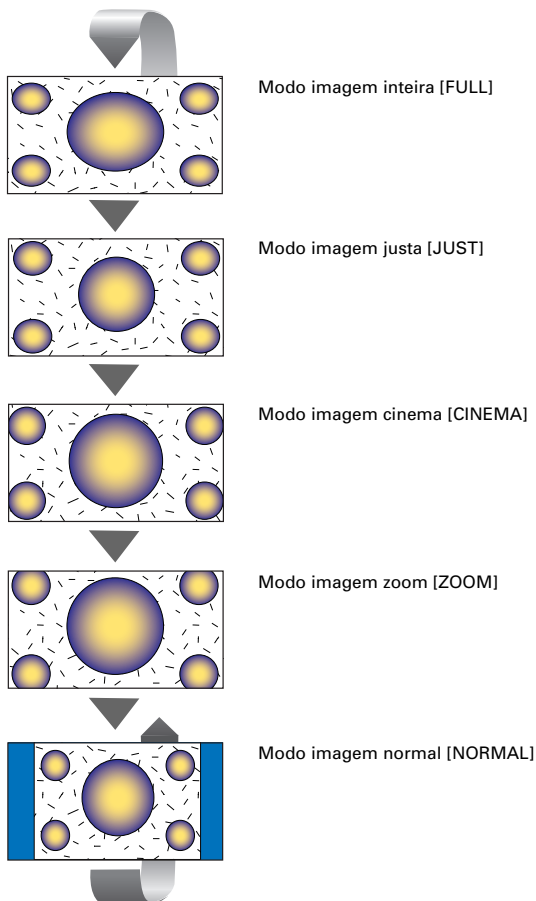 Modo imagem inteira [FULL]
Modo imagem justa [JUST]
Modo imagem cinema [CINEMA]
Modo imagem zoom [ZOOM]
Modo imagem normal [NORMAL]